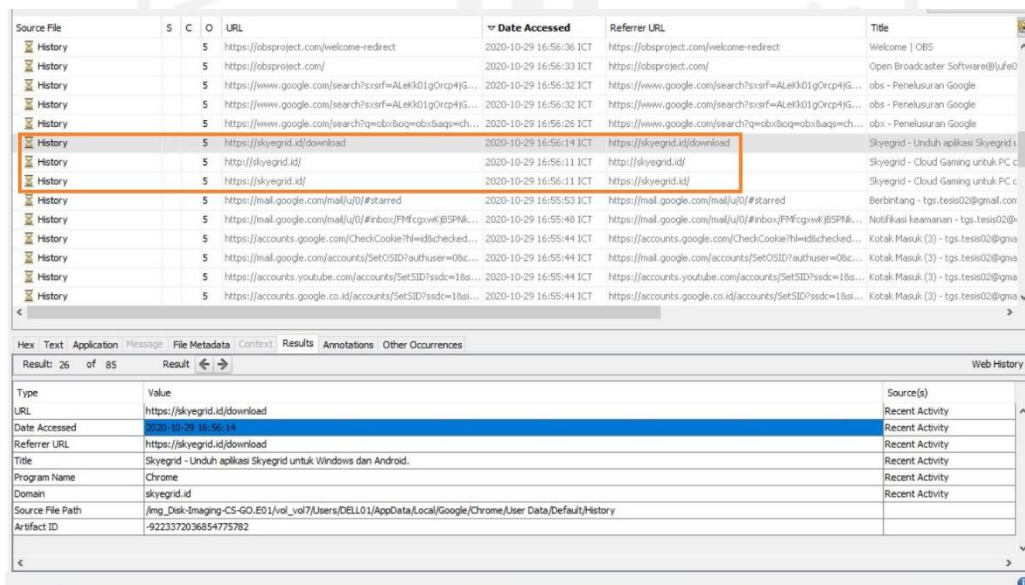 Source File S C O URL Date Accessed Referrer URL Title
History 5 https://obsproject.com/welcome-redirect 2020-10-29 16:56:36 ICT https://obsproject.com/welcome-redirect Welcome | OBS
History 5 https://obsproject.com/ 2020-10-29 16:56:33 ICT https://obsproject.com/ Open Broadcaster Software®|\ufe0
History 5 https://www.google.com/search?sxsrf=ALeKk01gOrcp4jG... 2020-10-29 16:56:32 ICT https://www.google.com/search?sxsrf=ALeKk01gOrcp4jG... obs - Penelusuran Google
History 5 https://www.google.com/search?sxsrf=ALeKk01gOrcp4jG... 2020-10-29 16:56:32 ICT https://www.google.com/search?sxsrf=ALeKk01gOrcp4jG... obs - Penelusuran Google
History 5 https://www.google.com/search?q=obx&oq=obx&aqs=ch... 2020-10-29 16:56:26 ICT https://www.google.com/search?q=obx&oq=obx&aqs=ch... obx - Penelusuran Google
History 5 https://skyegrid.id/download 2020-10-29 16:56:14 ICT https://skyegrid.id/download Skyegrid - Unduh aplikasi Skyegrid u
History 5 http://skyegrid.id/ 2020-10-29 16:56:11 ICT http://skyegrid.id/ Skyegrid - Cloud Gaming untuk PC c
History 5 https://skyegrid.id/ 2020-10-29 16:56:11 ICT https://skyegrid.id/ Skyegrid - Cloud Gaming untuk PC c
History 5 https://mail.google.com/mail/u/0/#starred 2020-10-29 16:55:53 ICT https://mail.google.com/mail/u/0/#starred Berbintang - tgs.tesis02@gmail.com
History 5 https://mail.google.com/mail/u/0/#inbox/FMfcgxwKjBSPNk... 2020-10-29 16:55:48 ICT https://mail.google.com/mail/u/0/#inbox/FMfcgxwKjBSPNk... Notifikasi keamanan - tgs.tesis02@
History 5 https://accounts.google.com/CheckCookie?hl=id&checked... 2020-10-29 16:55:44 ICT https://accounts.google.com/CheckCookie?hl=id&checked... Kotak Masuk (3) - tgs.tesis02@gma
History 5 https://mail.google.com/accounts/SetOSID?authuser=0&c... 2020-10-29 16:55:44 ICT https://mail.google.com/accounts/SetOSID?authuser=0&c... Kotak Masuk (3) - tgs.tesis02@gma
History 5 https://accounts.youtube.com/accounts/SetSID?ssdc=1&s... 2020-10-29 16:55:44 ICT https://accounts.youtube.com/accounts/SetSID?ssdc=1&s... Kotak Masuk (3) - tgs.tesis02@gma
History 5 https://accounts.google.co.id/accounts/SetSID?ssdc=1&si... 2020-10-29 16:55:44 ICT https://accounts.google.co.id/accounts/SetSID?ssdc=1&si... Kotak Masuk (3) - tgs.tesis02@gma
Hex Text Application Message File Metadata Context Results Annotations Other Occurrences
Result: 26 of 85 Result Web History
Type Value Source(s)
URL https://skyegrid.id/download Recent Activity
Date Accessed 2020-10-29 16:56:14 Recent Activity
Referrer URL https://skyegrid.id/download Recent Activity
Title Skyegrid - Unduh aplikasi Skyegrid untuk Windows dan Android. Recent Activity
Program Name Chrome Recent Activity
Domain skyegrid.id Recent Activity
Source File Path /img_Disk-Imaging-CS-GO.E01/vol_vol7/Users/DELL01/AppData/Local/Google/Chrome/User Data/Default/History
Artifact ID -9223372036854775782